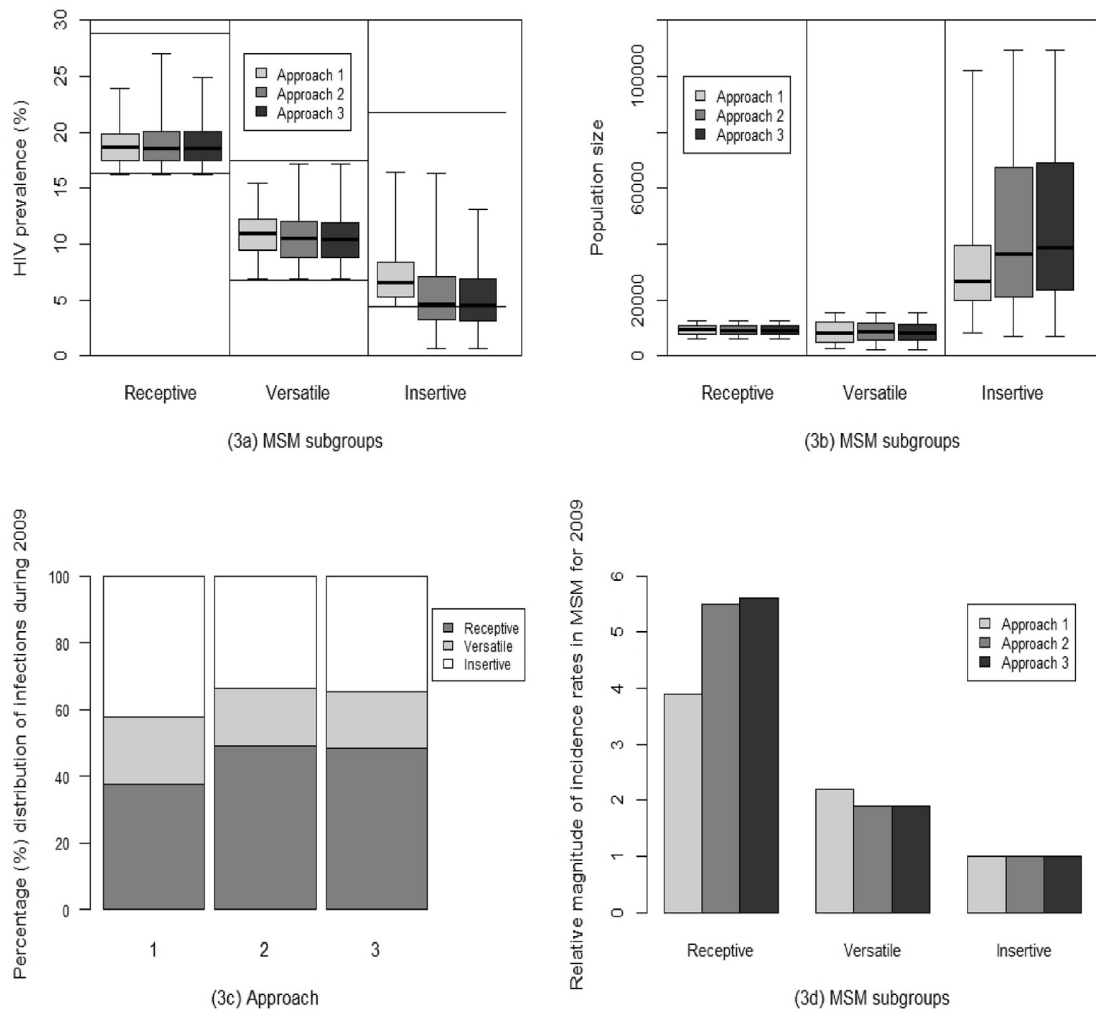 30
25
20
15
10
5
0
HIV prevalence (%)
Approach 1
Approach 2
Approach 3
Receptive Versatile Insertive
(3a) MSM subgroups
100000
60000
20000
0
Population size
Approach 1
Approach 2
Approach 3
Receptive Versatile Insertive
(3b) MSM subgroups
Percentage (%) distribution of infections during 2009
100
80
60
40
20
0
Receptive
Versatile
Insertive
1 2 3
(3c) Approach
Relative magnitude of incidence rates in MSM for 2009
6
5
4
3
2
1
0
Approach 1
Approach 2
Approach 3
Receptive Versatile Insertive
(3d) MSM subgroups